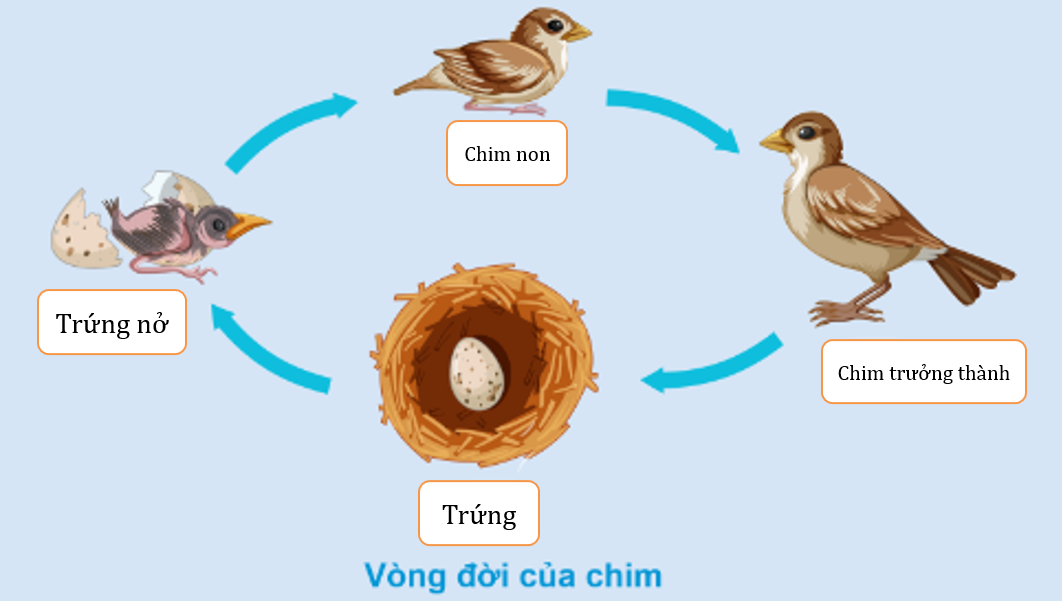 Chim non
Trứng nở
Chim trưởng thành
Trứng
Vòng đời của chim